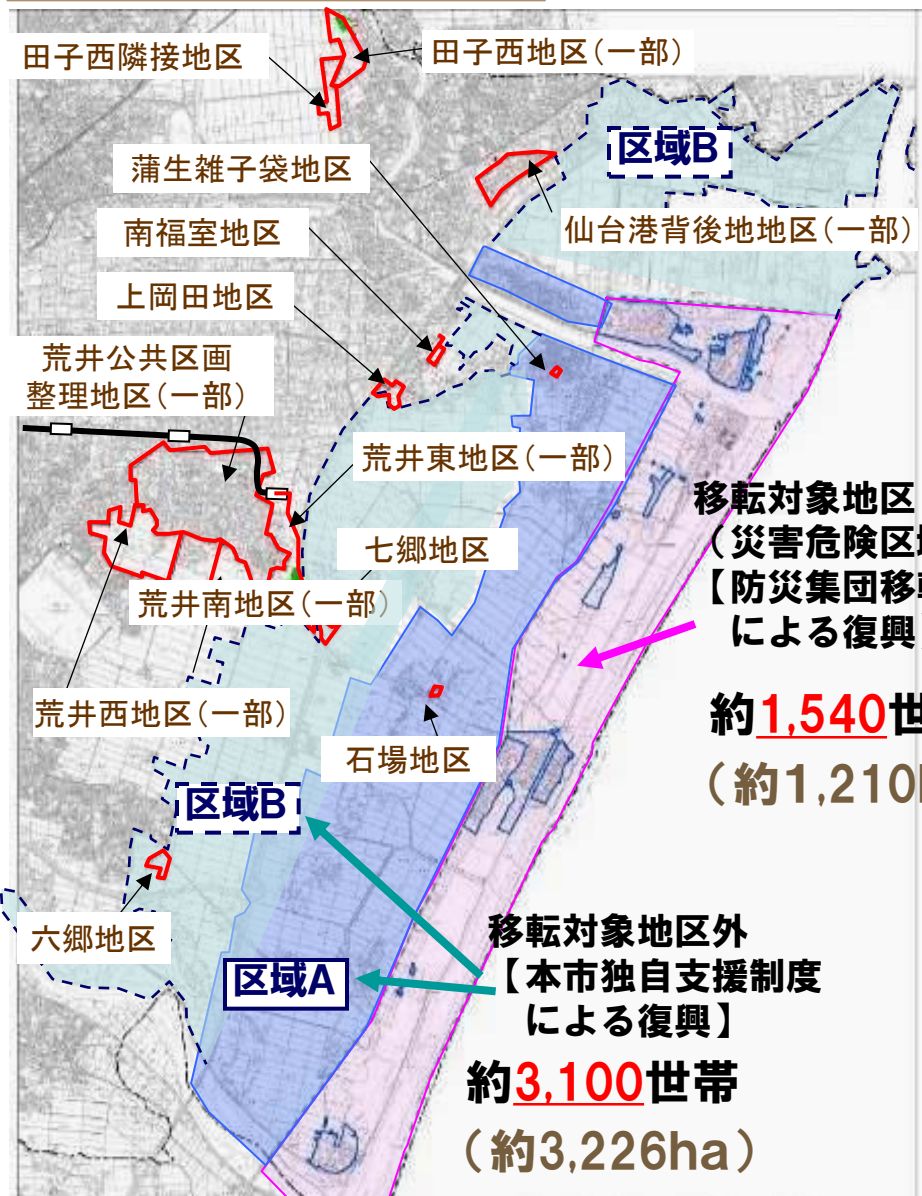 田子西隣接地区
田子西地区(一部)
区域B
蒲生雑子袋地区
南福室地区
仙台港背後地地区(一部)
上岡田地区
荒井公共区画
整理地区(一部)
荒井東地区(一部)
移転対象地区
(災害危険区
七郷地区
【防災集団移
荒井南地区(一部)
による復興
荒井西地区(一部)
約1,540世
石場地区
(約1,210
区域B
六郷地区
移転対象地区外
区域A
【本市独自支援制度
による復興】
約3,100世帯
(約3,226ha)